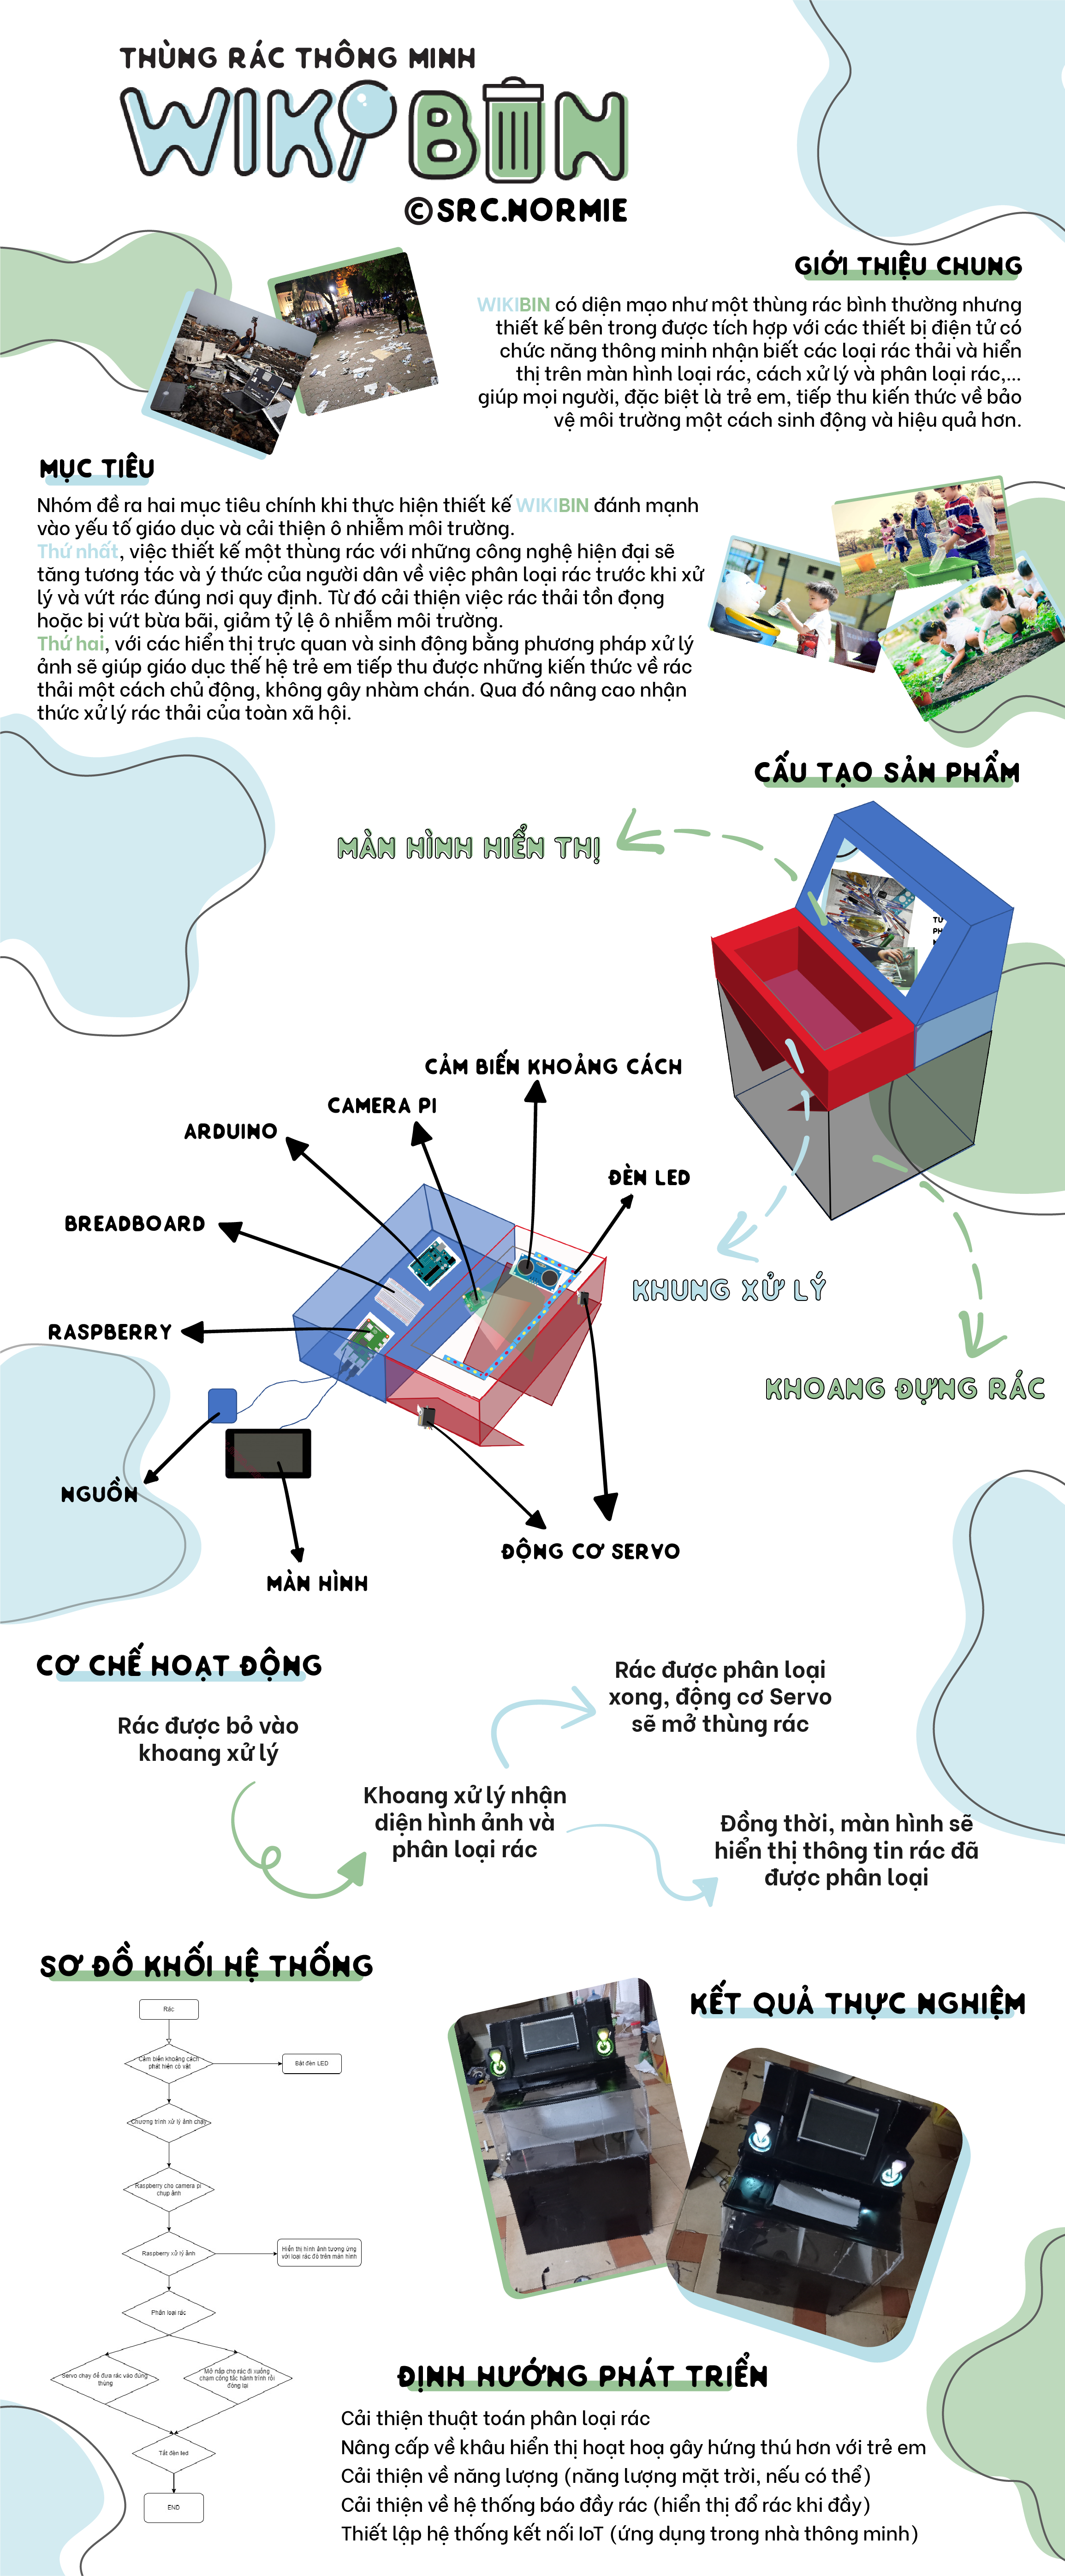 THÙNG RÁC THÔNG MINH
WIKIBIN
©SRC.NORMIE
GIỚI THIỆU CHUNG
WIKIBIN có diện mạo như một thùng rác bình thường nhưng
thiết kế bên trong được tích hợp với các thiết bị điện tử có
chức năng thông minh nhận biết các loại rác thải và hiển
thị trên màn hình loại rác, cách xử lý và phân loại rác,...
giúp mọi người, đặc biệt là trẻ em, tiếp thu kiến thức về bảo
vệ môi trường một cách sinh động và hiệu quả hơn.
MỤC TIÊU
Nhóm đề ra hai mục tiêu chính khi thực hiện thiết kế WIKIBIN đánh mạnh
vào yếu tố giáo dục và cải thiện ô nhiễm môi trường.
Thứ nhất, việc thiết kế một thùng rác với những công nghệ hiện đại sẽ
tăng tương tác và ý thức của người dân về việc phân loại rác trước khi xử
lý và vứt rác đúng nơi quy định. Từ đó cải thiện việc rác thải tồn đọng
hoặc bị vứt bừa bãi, giảm tỷ lệ ô nhiễm môi trường.
Thứ hai, với các hiển thị trực quan và sinh động bằng phương pháp xử lý
ảnh sẽ giúp giáo dục thế hệ trẻ em tiếp thu được những kiến thức về rác
thải một cách chủ động, không gây nhàm chán. Qua đó nâng cao nhận
thức xử lý rác thải của toàn xã hội.
CẤU TẠO SẢN PHẨM
MÀN HÌNH HIỂN THỊ
TỪ
PH
CẢM BIẾN KHOẢNG CÁCH
CAMERA PI
ARDUINO
ĐÈN LED
BREADBOARD
KHUNG XỬ LÝ
RASPBERRY
KHOANG ĐỰNG RÁC
NGUỒN
ĐỘNG CƠ SERVO
MÀN HÌNH
CƠ CHẾ HOẠT ĐỘNG
Rác được bỏ vào
khoang xử lý
Khoang xử lý nhận
diện hình ảnh và
phân loại rác
Rác được phân loại
xong, động cơ Servo
sẽ mở thùng rác
Đồng thời, màn hình sẽ
hiển thị thông tin rác đã
được phân loại
SƠ ĐỒ KHỐI HỆ THỐNG
Rác
Cảm biến khoảng cách
phát hiện có vật
Bật đèn LED
Chương trình xử lý ảnh chạy
Raspberry cho camera pi
chụp ảnh
Raspberry xử lý ảnh
Hiển thị hình ảnh tương ứng
với loại rác đó trên màn hình
Phân loại rác
Servo chạy để đưa rác vào đúng
thùng
Mở nắp cho rác đi xuống
chạm công tắc hành trình rồi
đóng lại
Tắt đèn led
END
KẾT QUẢ THỰC NGHIỆM
ĐỊNH HƯỚNG PHÁT TRIỂN
Cải thiện thuật toán phân loại rác
Nâng cấp về khâu hiển thị hoạt hoạ gây hứng thú hơn với trẻ em
Cải thiện về năng lượng (năng lượng mặt trời, nếu có thể)
Cải thiện về hệ thống báo đầy rác (hiển thị đổ rác khi đầy)
Thiết lập hệ thống kết nối IoT (ứng dụng trong nhà thông minh)